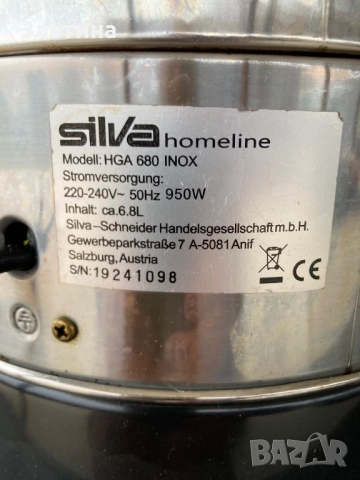 silva homeline
Modell: HGA 680 INOX
Stromversorgung:
220-240V~ 50Hz 950W
Inhalt: ca.6.8L
Silva-Schneider Handelsgesellschaft m.b.H.
Gewerbeparkstraße 7 A-5081 Anif
Salzburg, Austria
S/N:19241098
CE
BAZAR